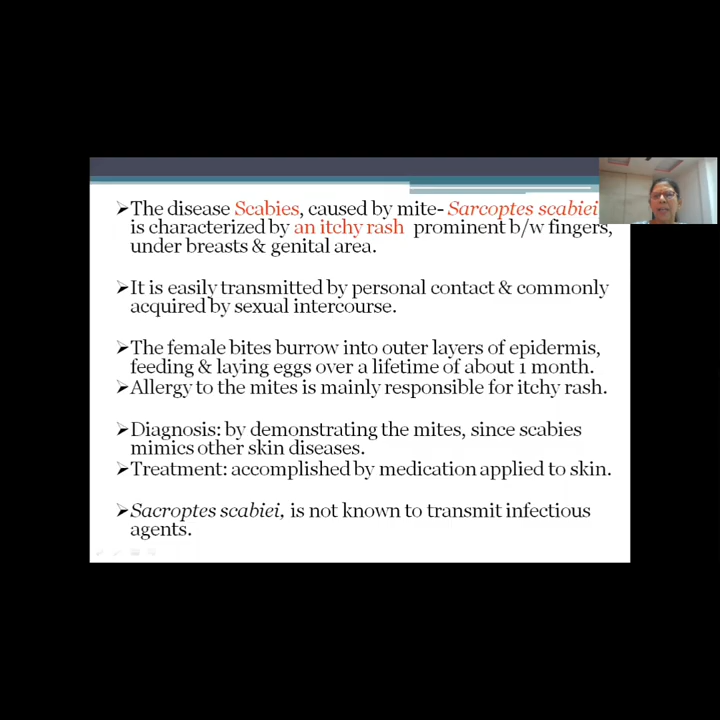 ➢The disease Scabies, caused by mite- Sarcoptes scabiei
is characterized by an itchy rash prominent b/w fingers,
under breasts & genital area.
➢It is easily transmitted by personal contact & commonly
acquired by sexual intercourse.
➢The female bites burrow into outer layers of epidermis,
feeding & laying eggs over a lifetime of about 1 month.
➢Allergy to the mites is mainly responsible for itchy rash.
➢Diagnosis: by demonstrating the mites, since scabies
mimics other skin diseases.
➢Treatment: accomplished by medication applied to skin.
➢Sacroptes scabiei, is not known to transmit infectious
agents.